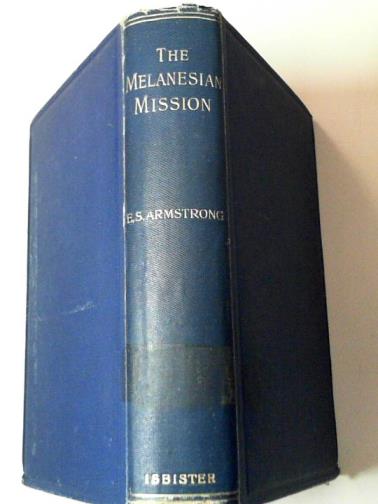 THE
MELANESIAN
MISSION
E.S. ARMSTRONG
ISBISTER